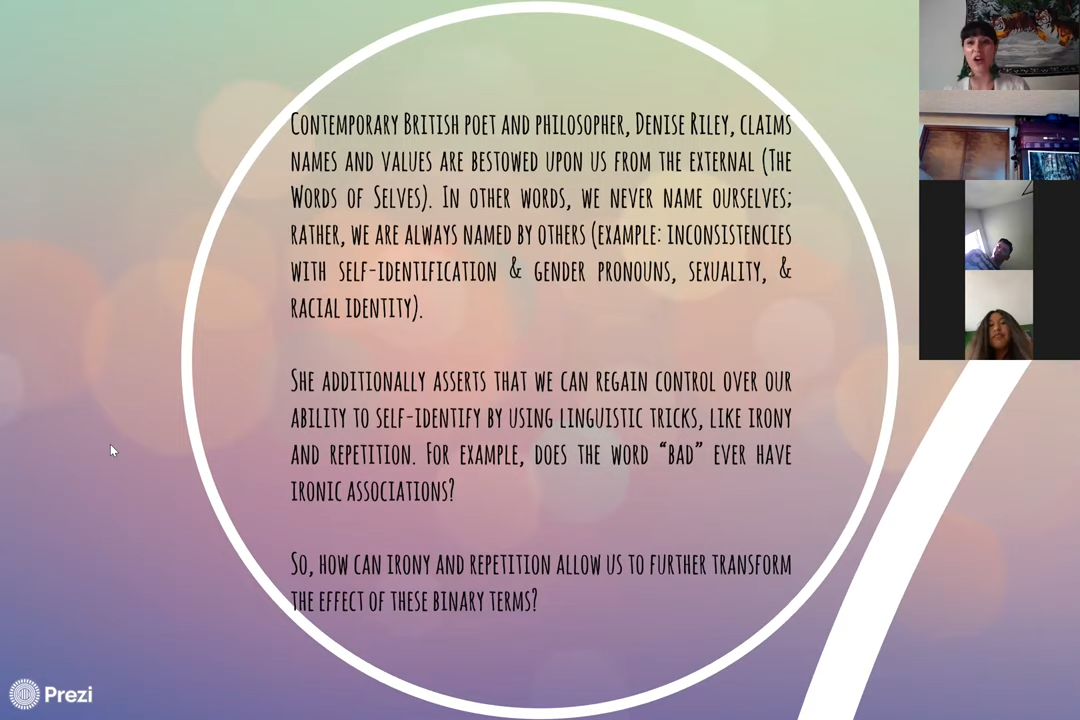 Contemporary British poet and philosopher, Denise Riley, claims
names and values are bestowed upon us from the external (The
Words of Selves). In other words, we never name ourselves;
rather, we are always named by others (example: inconsistencies
with self-identification & gender pronouns, sexuality, &
racial identity).
She additionally asserts that we can regain control over our
ability to self-identify by using linguistic tricks, like irony
and repetition. For example, does the word “bad” ever have
ironic associations?
So, how can irony and repetition allow us to further transform
the effect of these binary terms?
Prezi